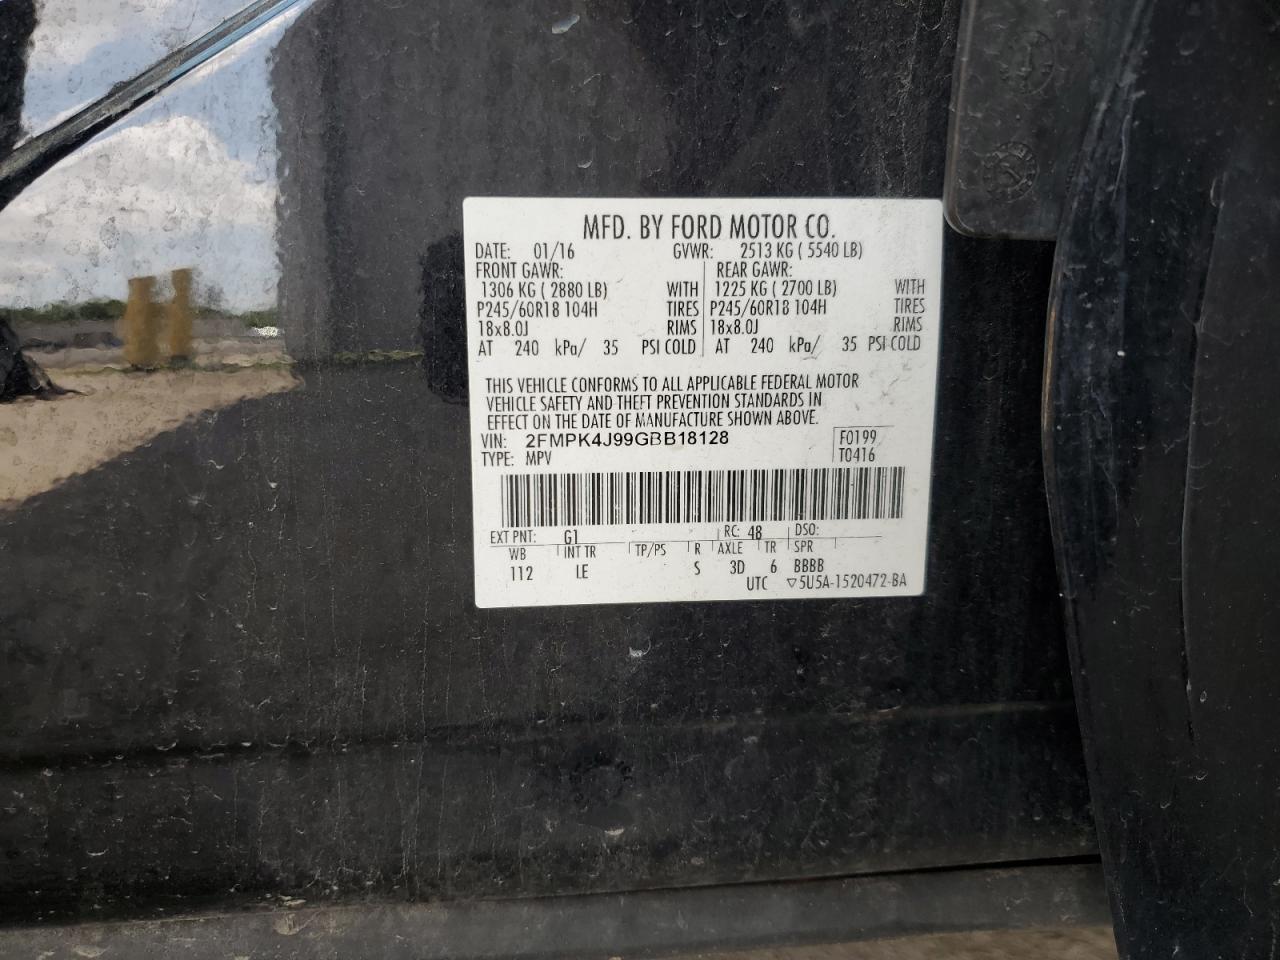 MFD. BY FORD MOTOR CO.
DATE: 01/16 GVWR: 2513 KG ( 5540 LB)
FRONT GAWR: REAR GAWR:
1306 KG ( 2880 LB) WITH 1225 KG ( 2700 LB) WITH
P245/60R18 104H TIRES P245/60R18 104H TIRES
18x8.0J RIMS 18x8.0J RIMS
AT 240 kPa/ 35 PSI COLD AT 240 kPa/ 35 PSI COLD
THIS VEHICLE CONFORMS TO ALL APPLICABLE FEDERAL MOTOR
VEHICLE SAFETY AND THEFT PREVENTION STANDARDS IN
EFFECT ON THE DATE OF MANUFACTURE SHOWN ABOVE.
VIN: 2FMPK4J99GBB18128 F0199
TYPE: MPV T0416
EXT PNT: G1 RC: 48 DSO:
WB INT TR TP/PS R AXLE TR SPR
112 LE S 3D 6 BBBB
UTC ▽5U5A-1520472-BA